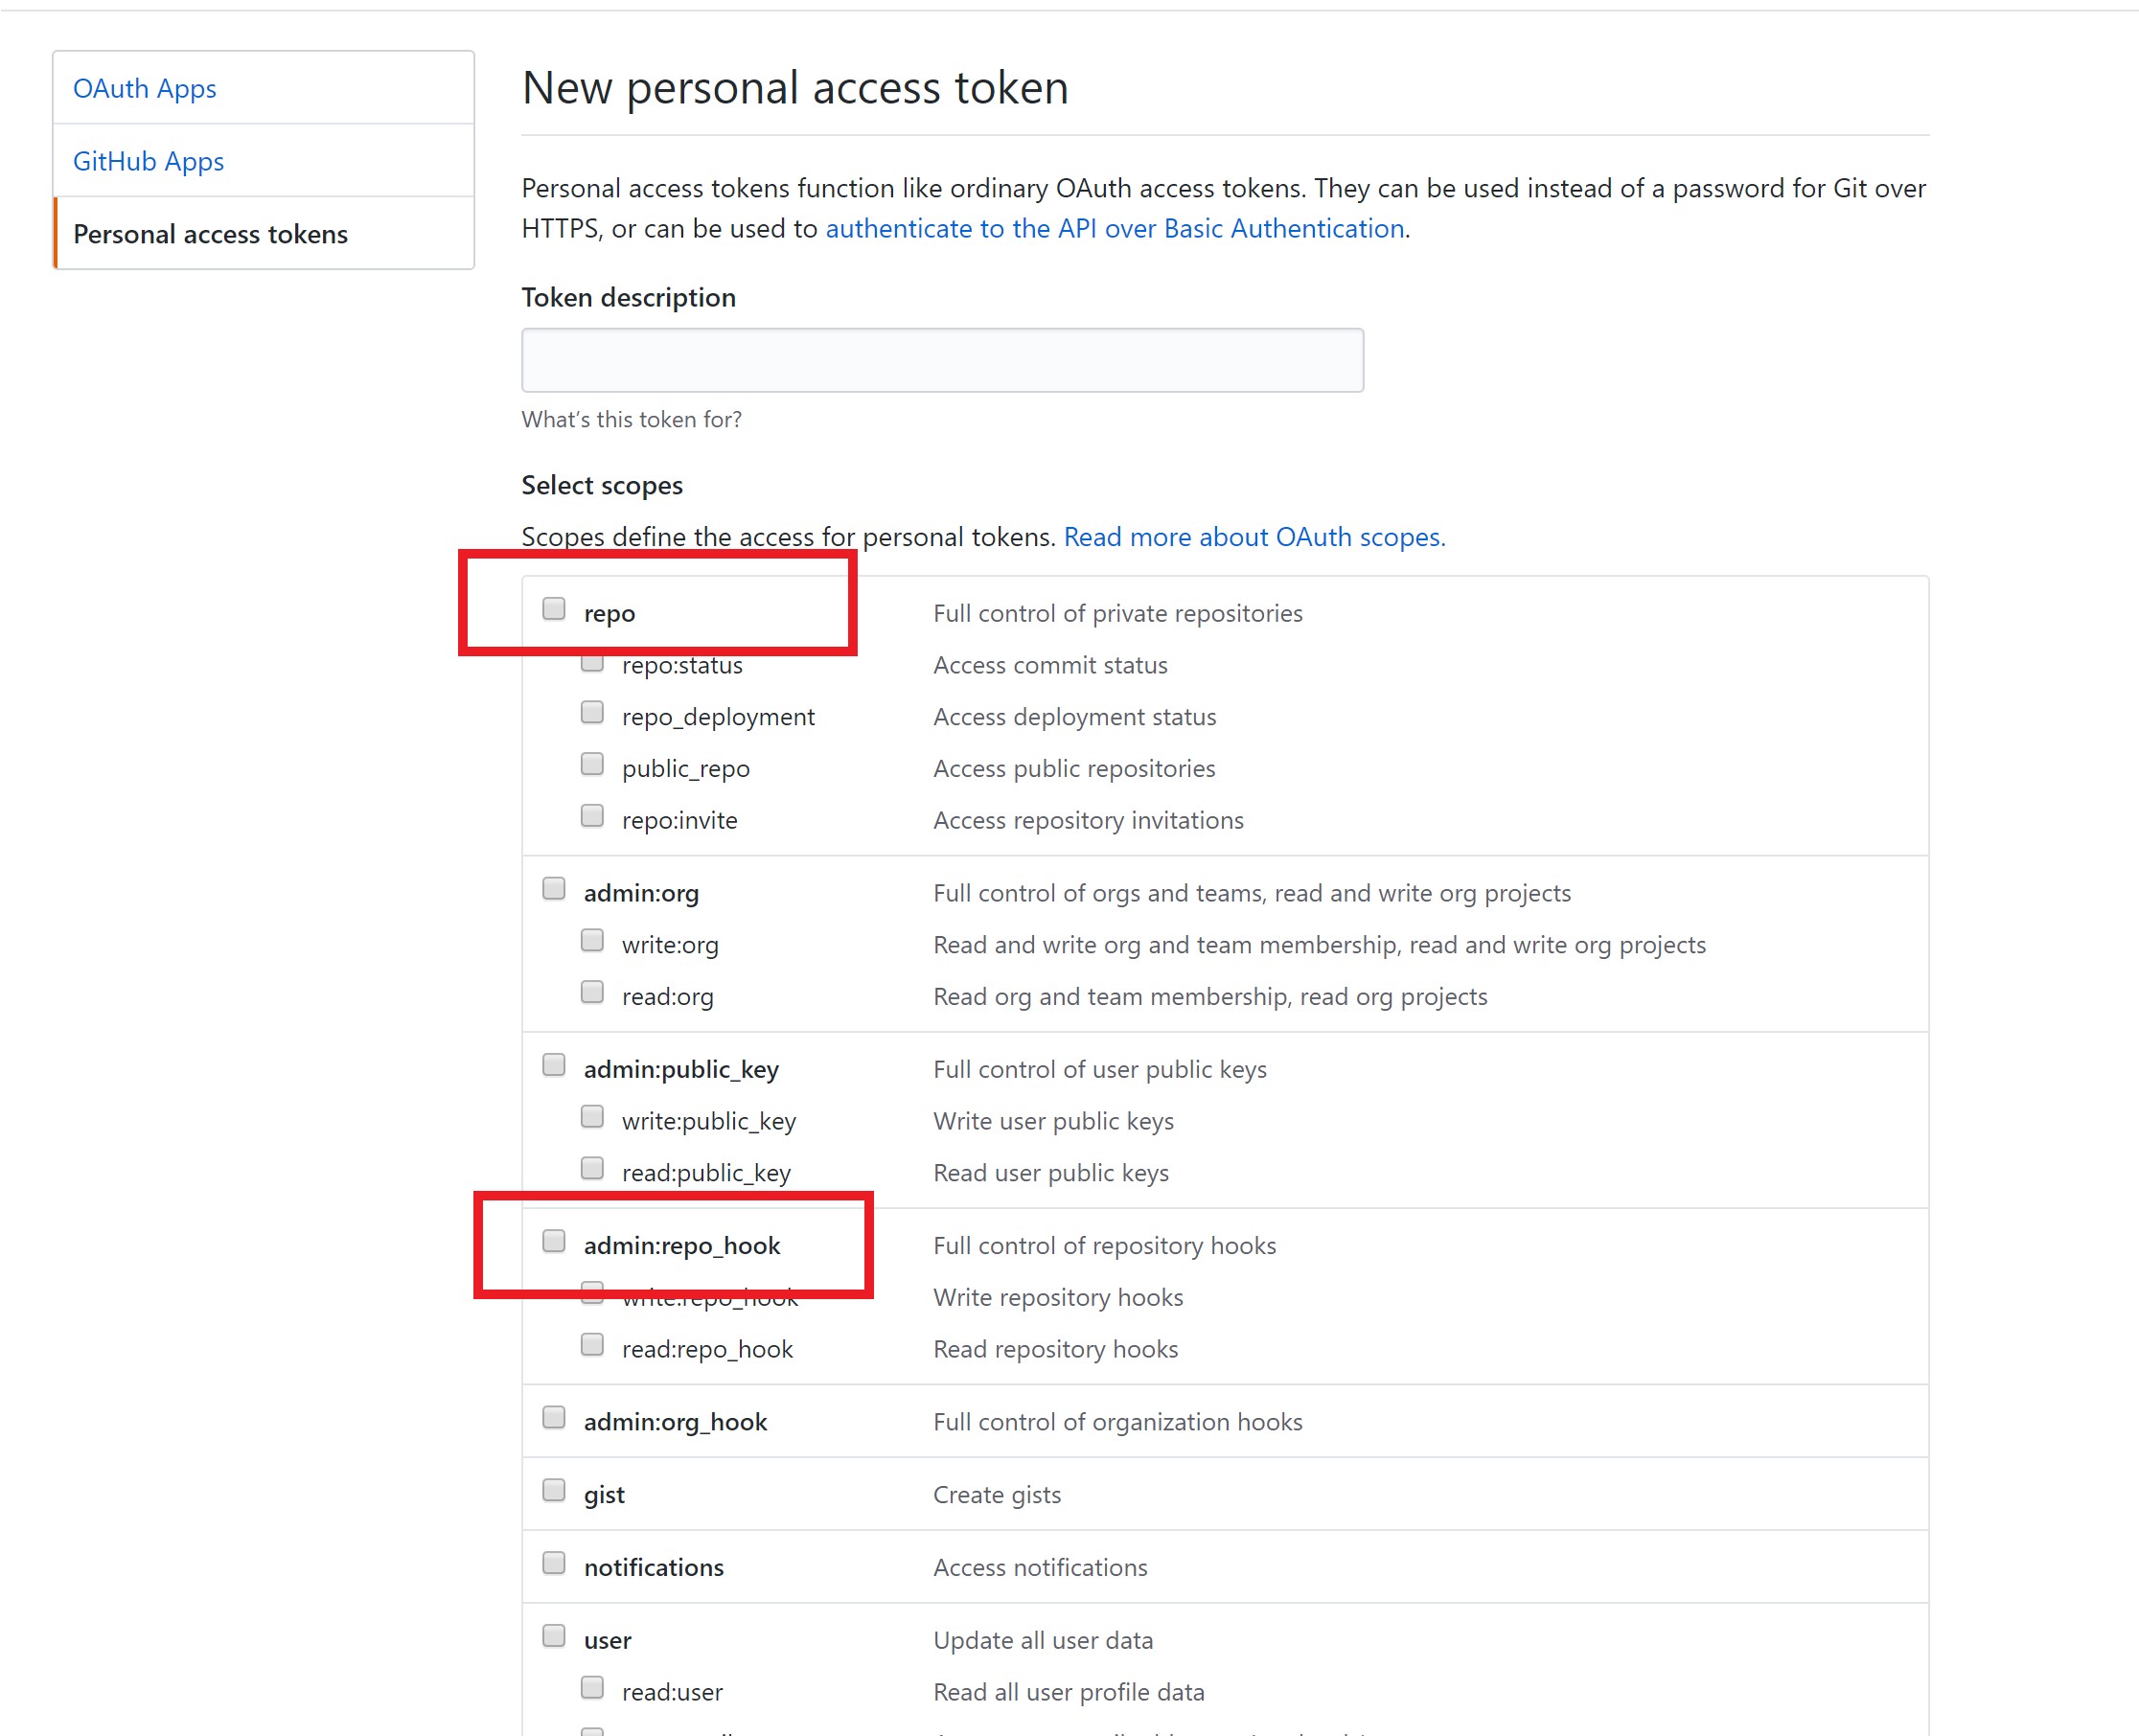 OAuth Apps
GitHub Apps
Personal access tokens
New personal access token
Personal access tokens function like ordinary OAuth access tokens. They can be used instead of a password for Git over
HTTPS, or can be used to authenticate to the API over Basic Authentication.
Token description
What's this token for?
Select scopes
Scopes define the access for personal tokens. Read more about OAuth scopes.
repo Full control of private repositories
repo:status Access commit status
repo_deployment Access deployment status
public_repo Access public repositories
repo:invite Access repository invitations
admin:org Full control of orgs and teams, read and write org projects
write:org Read and write org and team membership, read and write org projects
read:org Read org and team membership, read org projects
admin:public_key Full control of user public keys
write:public_key Write user public keys
read:public_key Read user public keys
admin:repo_hook Full control of repository hooks
write:repo_hook Write repository hooks
read:repo_hook Read repository hooks
admin:org_hook Full control of organization hooks
gist Create gists
notifications Access notifications
user Update all user data
read:user Read all user profile data